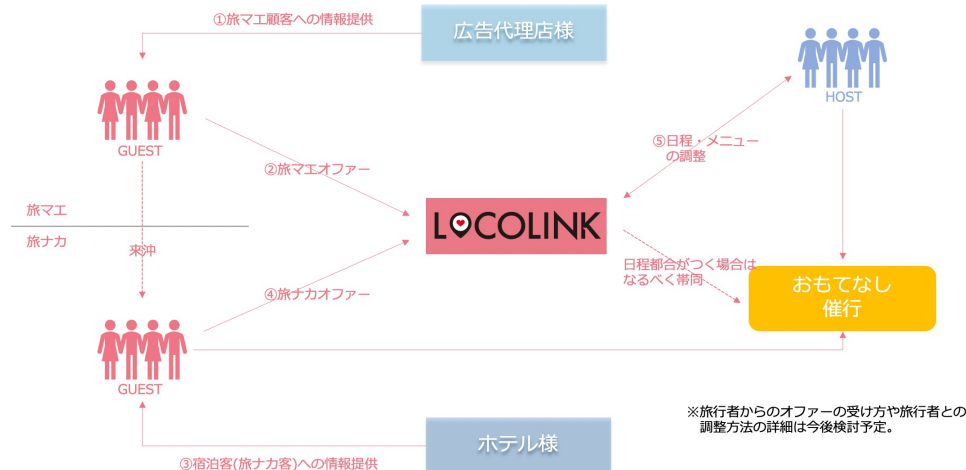 ①旅マエ顧客への情報提供
広告代理店様
GUEST
HOST
②旅マエオファー
⑤日程・メニュー
の調整
旅マエ
旅ナカ
来沖
LOCOLINK
④旅ナカオファー
日程都合がつく場合は
なるべく帯同
おもてなし
催行
GUEST
※旅行者からのオファーの受け方や旅行者との
調整方法の詳細は今後検討予定。
ホテル様
③宿泊客(旅ナカ客)への情報提供